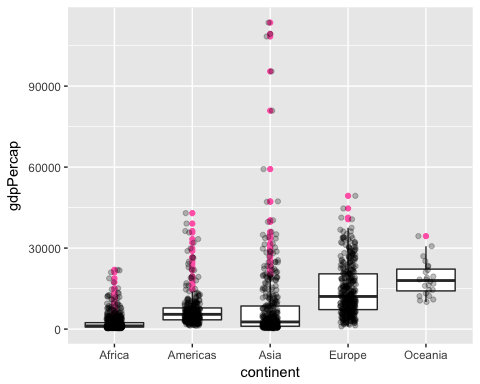 gdpPercap
90000
60000
30000
0
Africa Americas Asia Europe Oceania
continent